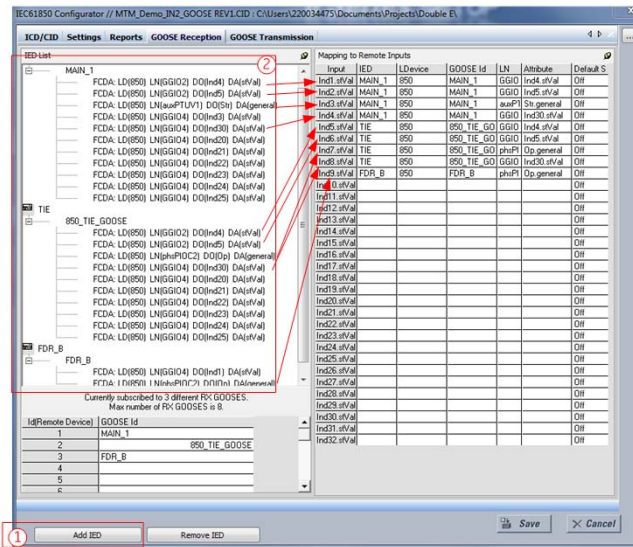 IEC61850 Configurator // MTM_Demo_IN2_GOOSE REV1.CID : C:\Users\220034475\Documents\Projects\Double E\
ICD/CID Settings Reports GOOSE Reception GOOSE Transmission
IED List
2
MAIN_1
FCDA: LD(850) LN(GGIO2) DO(Ind4) DA(stVal)
FCDA: LD(850) LN(GGIO2) DO(Ind5) DA(stVal)
FCDA: LD(850) LN(auxPTUV1) DO(Str) DA(general)
FCDA: LD(850) LN(GGIO4) DO(Ind3) DA(stVal)
FCDA: LD(850) LN(GGIO4) DO(Ind30) DA(stVal)
FCDA: LD(850) LN(GGIO4) DO(Ind20) DA(stVal)
FCDA: LD(850) LN(GGIO4) DO(Ind21) DA(stVal)
FCDA: LD(850) LN(GGIO4) DO(Ind22) DA(stVal)
FCDA: LD(850) LN(GGIO4) DO(Ind23) DA(stVal)
FCDA: LD(850) LN(GGIO4) DO(Ind24) DA(stVal)
FCDA: LD(850) LN(GGIO4) DO(Ind25) DA(stVal)
TIE
850_TIE_GOOSE
FCDA: LD(850) LN(GGIO2) DO(Ind4) DA(stVal)
FCDA: LD(850) LN(GGIO2) DO(Ind5) DA(stVal)
FCDA: LD(850) LN(phsPIOC2) DO(Op) DA(general)
FCDA: LD(850) LN(GGIO4) DO(Ind30) DA(stVal)
FCDA: LD(850) LN(GGIO4) DO(Ind20) DA(stVal)
FCDA: LD(850) LN(GGIO4) DO(Ind21) DA(stVal)
FCDA: LD(850) LN(GGIO4) DO(Ind22) DA(stVal)
FCDA: LD(850) LN(GGIO4) DO(Ind23) DA(stVal)
FCDA: LD(850) LN(GGIO4) DO(Ind24) DA(stVal)
FCDA: LD(850) LN(GGIO4) DO(Ind25) DA(stVal)
FDR_B
FDR_B
FCDA: LD(850) LN(GGIO4) DO(Ind1) DA(stVal)
FCDA: LD(850) LN(phsPIOC2) DO(Op) DA(general)
Currently subscribed to 3 different RX GOOSES.
Max number of RX GOOSES is 8.
Id(Remote Device) GOOSE Id
1 MAIN_1
2 850_TIE_GOOSE
3 FDR_B
4
5
6
1
Add IED Remove IED
Mapping to Remote Inputs
Input IED LDevice GOOSE Id LN Attribute Default S
Ind1.stVal MAIN_1 850 MAIN_1 GGIO Ind4.stVal Off
Ind2.stVal MAIN_1 850 MAIN_1 GGIO Ind5.stVal Off
Ind3.stVal MAIN_1 850 MAIN_1 auxPT Str.general Off
Ind4.stVal MAIN_1 850 MAIN_1 GGIO Ind30.stVal Off
Ind5.stVal TIE 850 850_TIE_GO GGIO Ind4.stVal Off
Ind6.stVal TIE 850 850_TIE_GO GGIO Ind5.stVal Off
Ind7.stVal TIE 850 850_TIE_GO phsPI Op.general Off
Ind8.stVal TIE 850 850_TIE_GO GGIO Ind30.stVal Off
Ind9.stVal FDR_B 850 FDR_B phsPI Op.general Off
Ind10.stVal Off
Ind11.stVal Off
Ind12.stVal Off
Ind13.stVal Off
Ind14.stVal Off
Ind15.stVal Off
Ind16.stVal Off
Ind17.stVal Off
Ind18.stVal Off
Ind19.stVal Off
Ind20.stVal Off
Ind21.stVal Off
Ind22.stVal Off
Ind23.stVal Off
Ind24.stVal Off
Ind25.stVal Off
Ind26.stVal Off
Ind27.stVal Off
Ind28.stVal Off
Ind29.stVal Off
Ind30.stVal Off
Ind31.stVal Off
Ind32.stVal Off
Save Cancel